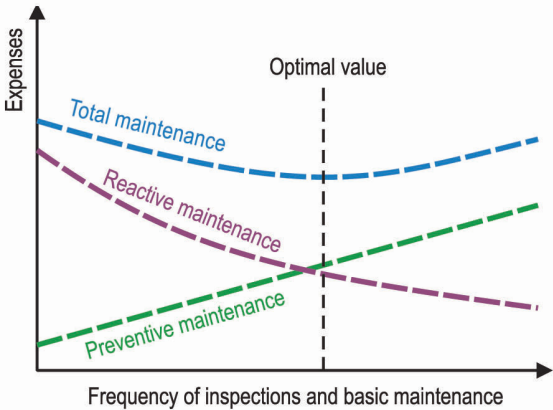 Expenses
Optimal value
Total maintenance
Reactive maintenance
Preventive maintenance
Frequency of inspections and basic maintenance